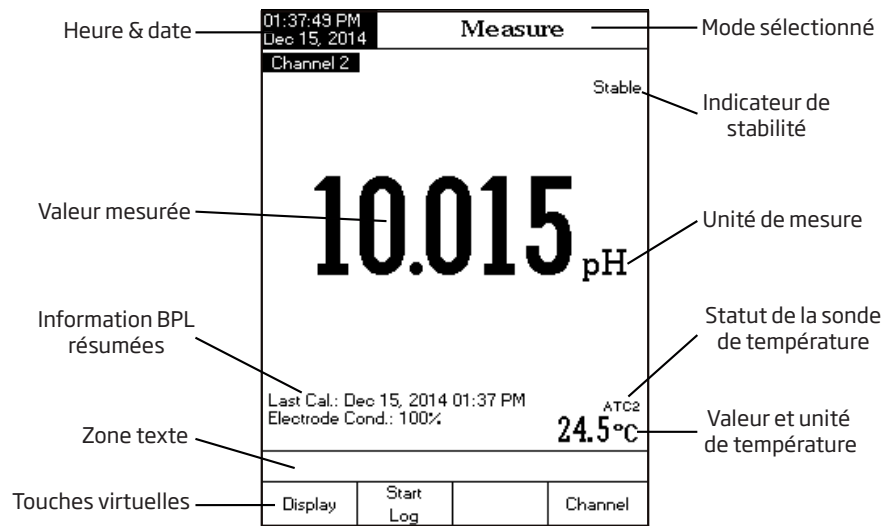 Heure & date
01:37:49 PM
Dec 15, 2014
Measure
Mode sélectionné
Channel 2
Stable
Indicateur de
stabilité
Valeur mesurée
10.015
pH
Unité de mesure
Information BPL
résumées
Statut de la sonde
de température
Last Cal.: Dec 15, 2014 01:37 PM
Electrode Cond.: 100%
ATC2
24.5°C
Valeur et unité
de température
Zone texte
Touches virtuelles
Display
Start
Log
Channel